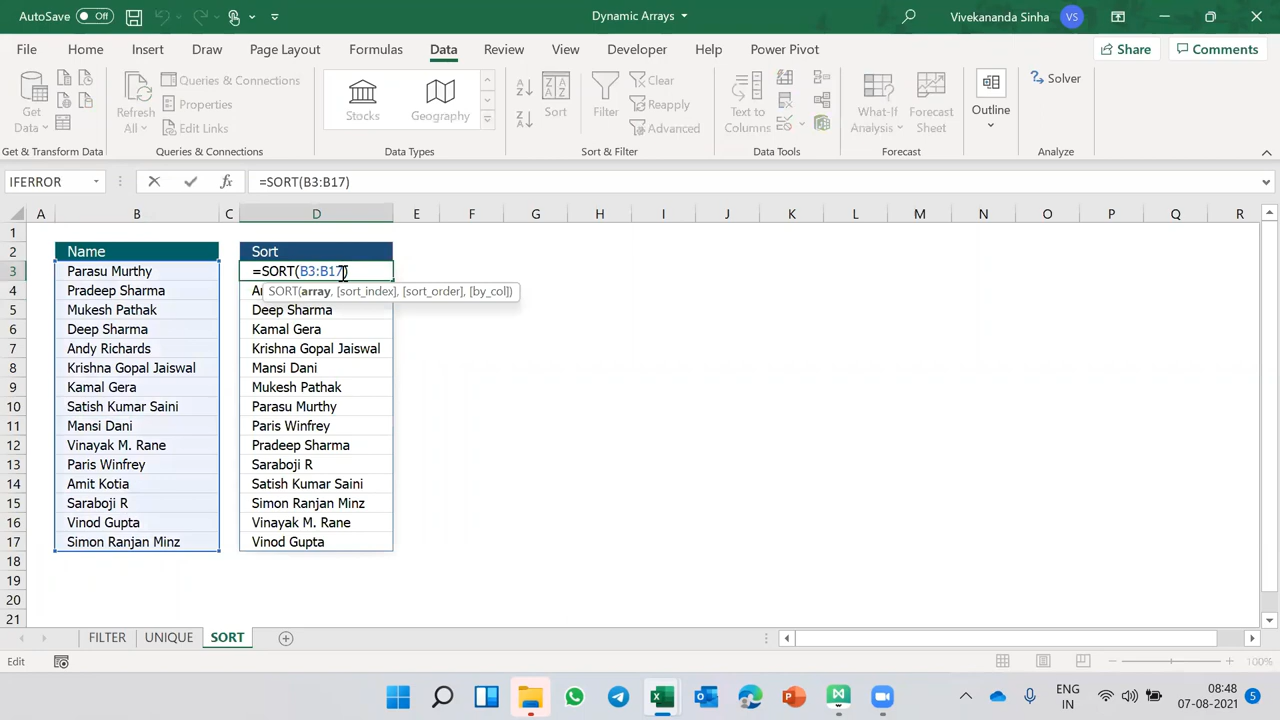 AutoSave Off Dynamic Arrays Vivekananda Sinha VS
File Home Insert Draw Page Layout Formulas Data Review View Developer Help Power Pivot Share Comments
Get Data
Refresh All
Queries & Connections
Properties
Edit Links
Stocks
Geography
Sort
Filter
Clear
Reapply
Advanced
Text to Columns
What-If Analysis
Forecast Sheet
Outline
Solver
Get & Transform Data Queries & Connections Data Types Sort & Filter Data Tools Forecast Analyze
IFERROR fx =SORT(B3:B17)
A B C D E F G H I J K L M N O P Q R
1
2 Name Sort
3 Parasu Murthy =SORT(B3:B17)
SORT(array, [sort_index], [sort_order], [by_col])
4 Pradeep Sharma
5 Mukesh Pathak Deep Sharma
6 Deep Sharma Kamal Gera
7 Andy Richards Krishna Gopal Jaiswal
8 Krishna Gopal Jaiswal Mansi Dani
9 Kamal Gera Mukesh Pathak
10 Satish Kumar Saini Parasu Murthy
11 Mansi Dani Paris Winfrey
12 Vinayak M. Rane Pradeep Sharma
13 Paris Winfrey Saraboji R
14 Amit Kotia Satish Kumar Saini
15 Saraboji R Simon Ranjan Minz
16 Vinod Gupta Vinayak M. Rane
17 Simon Ranjan Minz Vinod Gupta
18
19
20
21
FILTER UNIQUE SORT
Edit 100%
ENG IN 08:48 07-08-2021 5